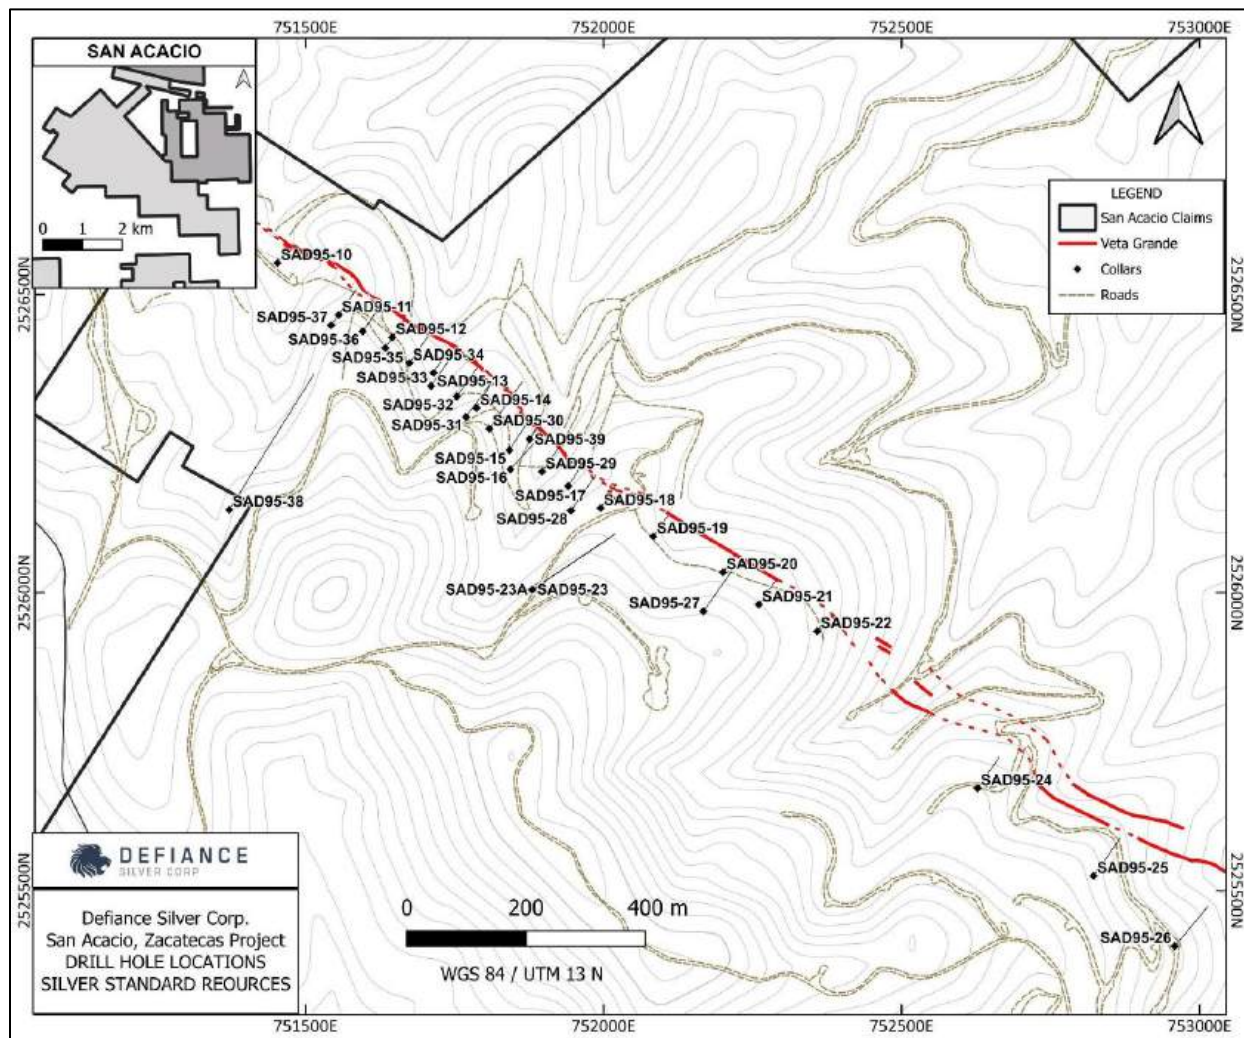 751500E
752000E
752500E
753000E
SAN ACACIO
0 1 2 km
LEGEND
San Acacio Claims
Veta Grande
Collars
Roads
2526500N
2526500N
SAD95-10
SAD95-11
SAD95-37
SAD95-12
SAD95-36
SAD95-35
SAD95-34
SAD95-33
SAD95-13
SAD95-32
SAD95-14
SAD95-31
SAD95-30
SAD95-39
SAD95-15
SAD95-29
SAD95-16
SAD95-38
SAD95-17
SAD95-18
SAD95-28
SAD95-19
SAD95-20
SAD95-23A
SAD95-23
SAD95-21
SAD95-27
SAD95-22
2526000N
2526000N
SAD95-24
SAD95-25
SAD95-26
2525500N
2525500N
DEFIANCE
SILVER CORP
Defiance Silver Corp.
San Acacio, Zacatecas Project
DRILL HOLE LOCATIONS
SILVER STANDARD REOURCES
0 200 400 m
WGS 84 / UTM 13 N
751500E
752000E
752500E
753000E